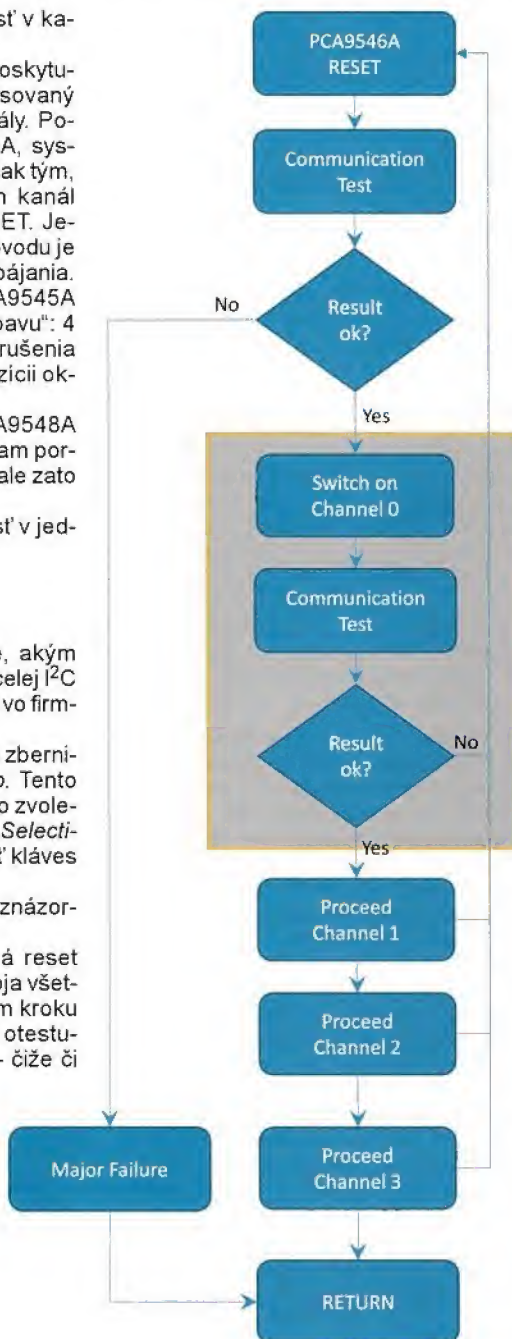 sť v ka-
oskytu-
sovaný
ály. Po-
A, sys-
ak tým,
n kanál
ET. Je-
vodu je
pájania.
A9545A
avu“: 4
rušenia
zícii ok-
A9548A
am por-
ale zato
sť v jed-
e, akým
celej I²C
vo firm-
zberni-
o. Tento
o zvole-
Selecti-
ť kláves
znázor-
á reset
oja všet-
m kroku
otestu-
- čiže či
PCA9546A
RESET
Communication
Test
Result
ok?
No
Yes
Switch on
Channel 0
Communication
Test
Result
ok?
No
Yes
Proceed
Channel 1
Proceed
Channel 2
Proceed
Channel 3
Major Failure
RETURN